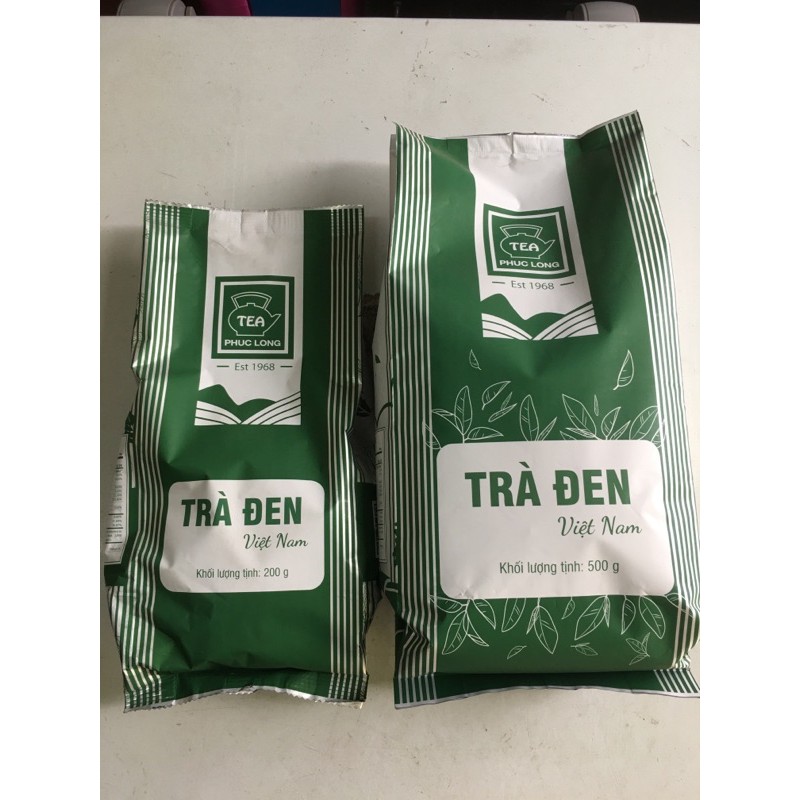 TEA
PHUC LONG
Est 1968
TRÀ ĐEN
Việt Nam
Khối lượng tịnh: 200 g
TEA
PHUC LONG
Est 1968
TRÀ ĐEN
Việt Nam
Khối lượng tịnh: 500 g